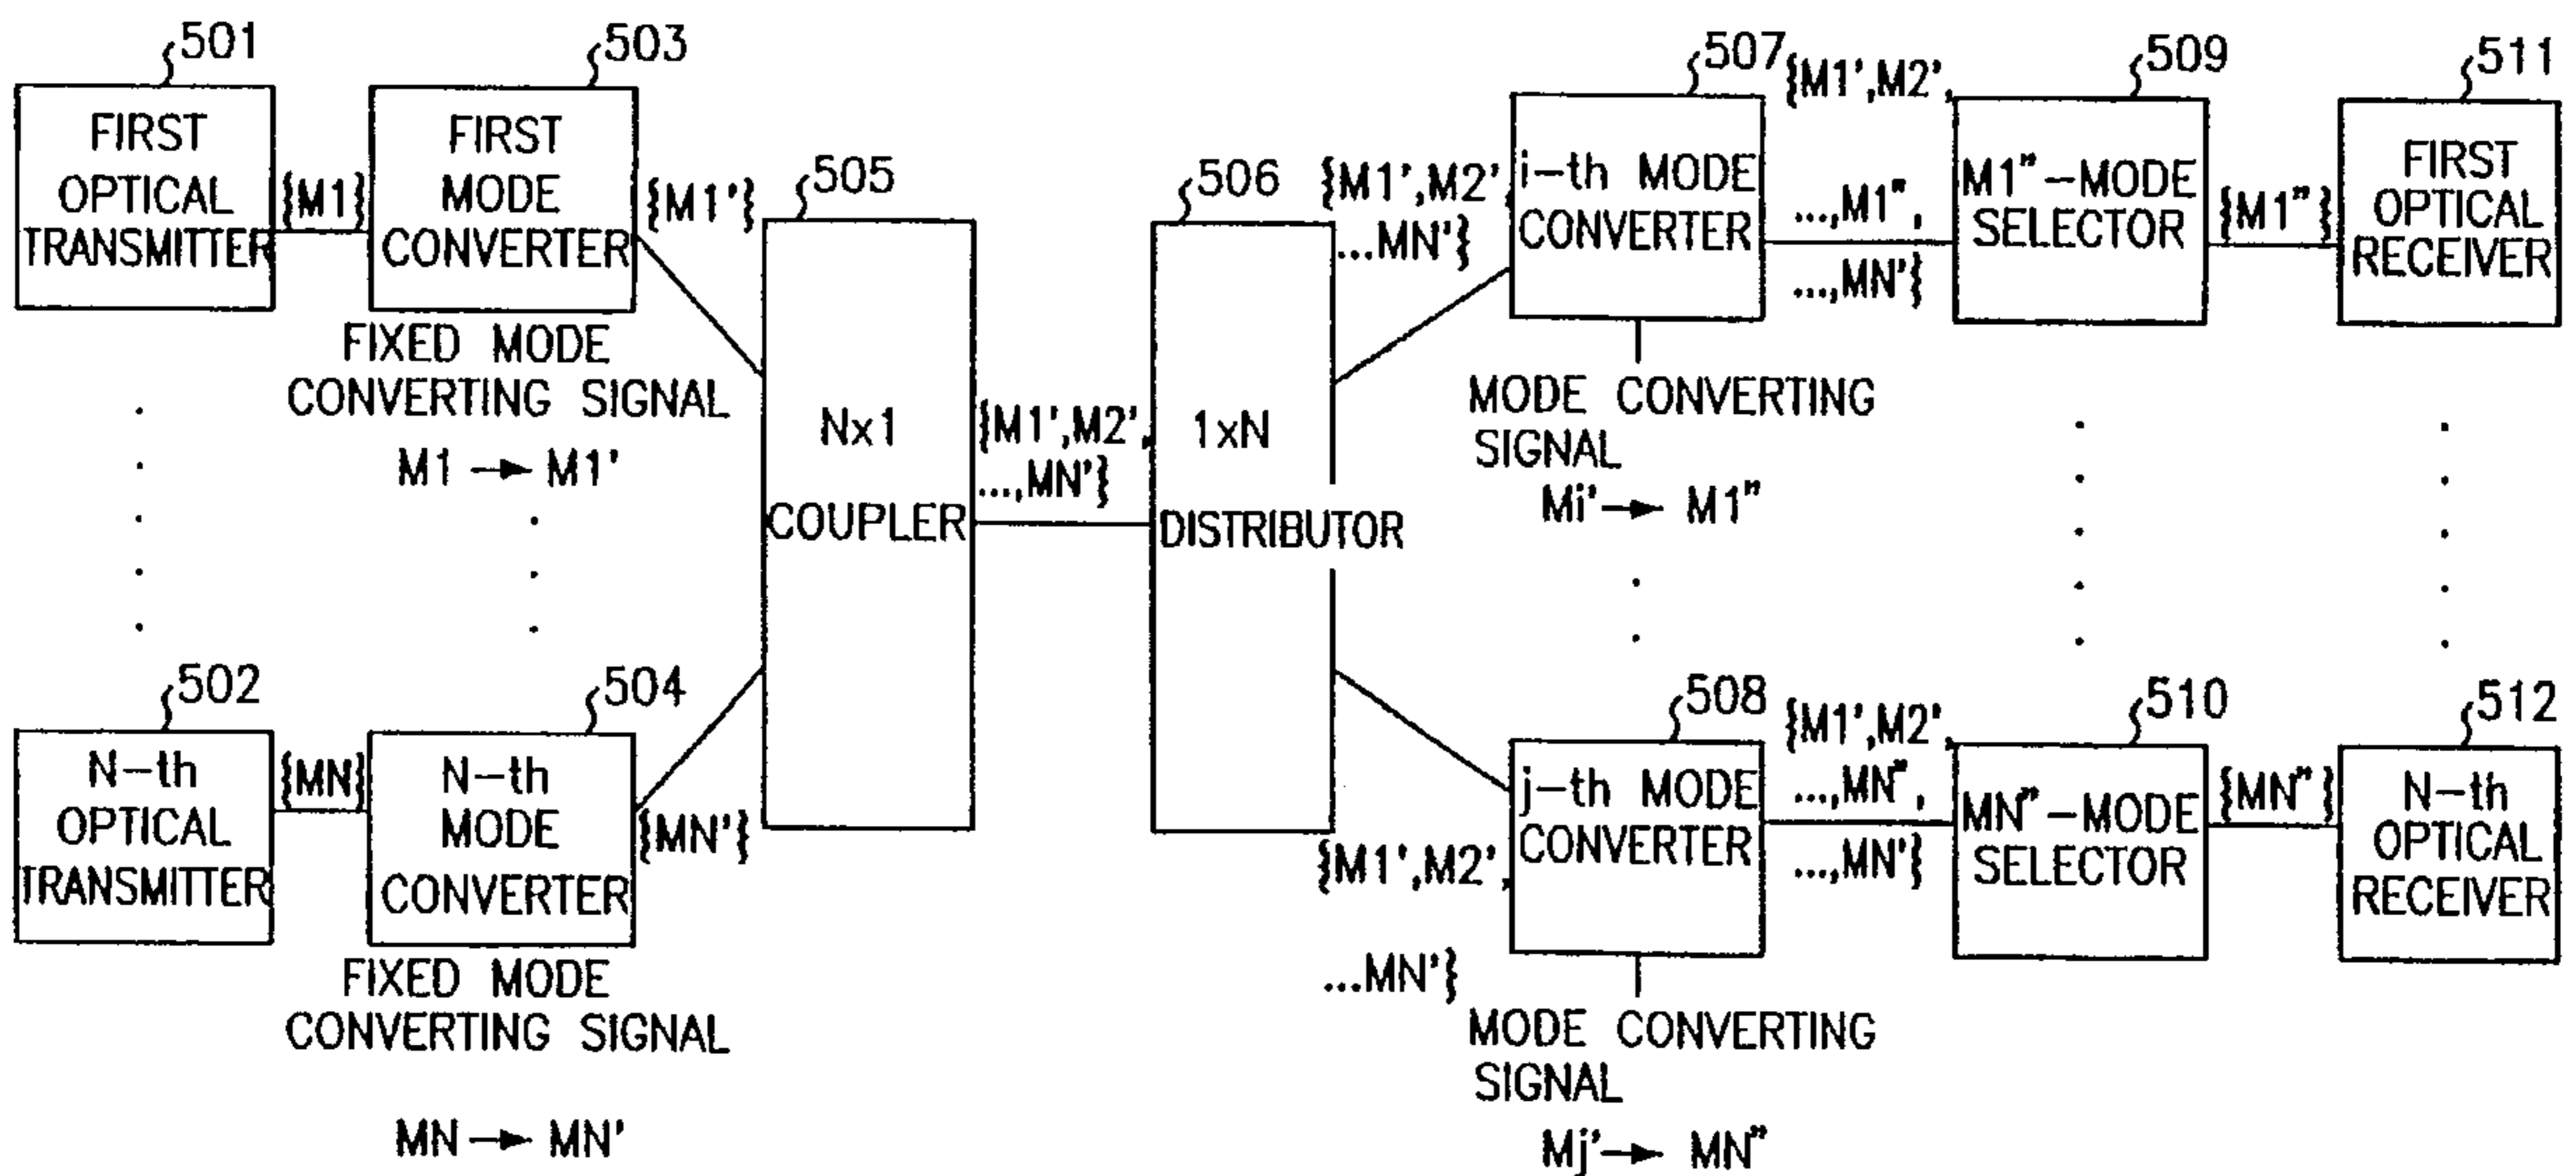 501
FIRST
OPTICAL
TRANSMITTER
{M1}
503
FIRST
MODE
CONVERTER
{M1'}
FIXED MODE
CONVERTING SIGNAL
M1 → M1'
502
N-th
OPTICAL
TRANSMITTER
{MN}
504
N-th
MODE
CONVERTER
{MN'}
FIXED MODE
CONVERTING SIGNAL
MN → MN'
505
Nx1
COUPLER
{M1',M2',
...,MN'}
506
1xN
DISTRIBUTOR
{M1',M2',
...MN'}
507
i-th MODE
CONVERTER
MODE CONVERTING
SIGNAL
Mi' → M1"
{M1',M2',
...,M1",
...,MN'}
509
M1"-MODE
SELECTOR
{M1"}
511
FIRST
OPTICAL
RECEIVER
{M1',M2',
...MN'}
508
j-th MODE
CONVERTER
MODE CONVERTING
SIGNAL
Mj' → MN"
{M1',M2',
...,MN",
...,MN'}
510
MN"-MODE
SELECTOR
{MN"}
512
N-th
OPTICAL
RECEIVER